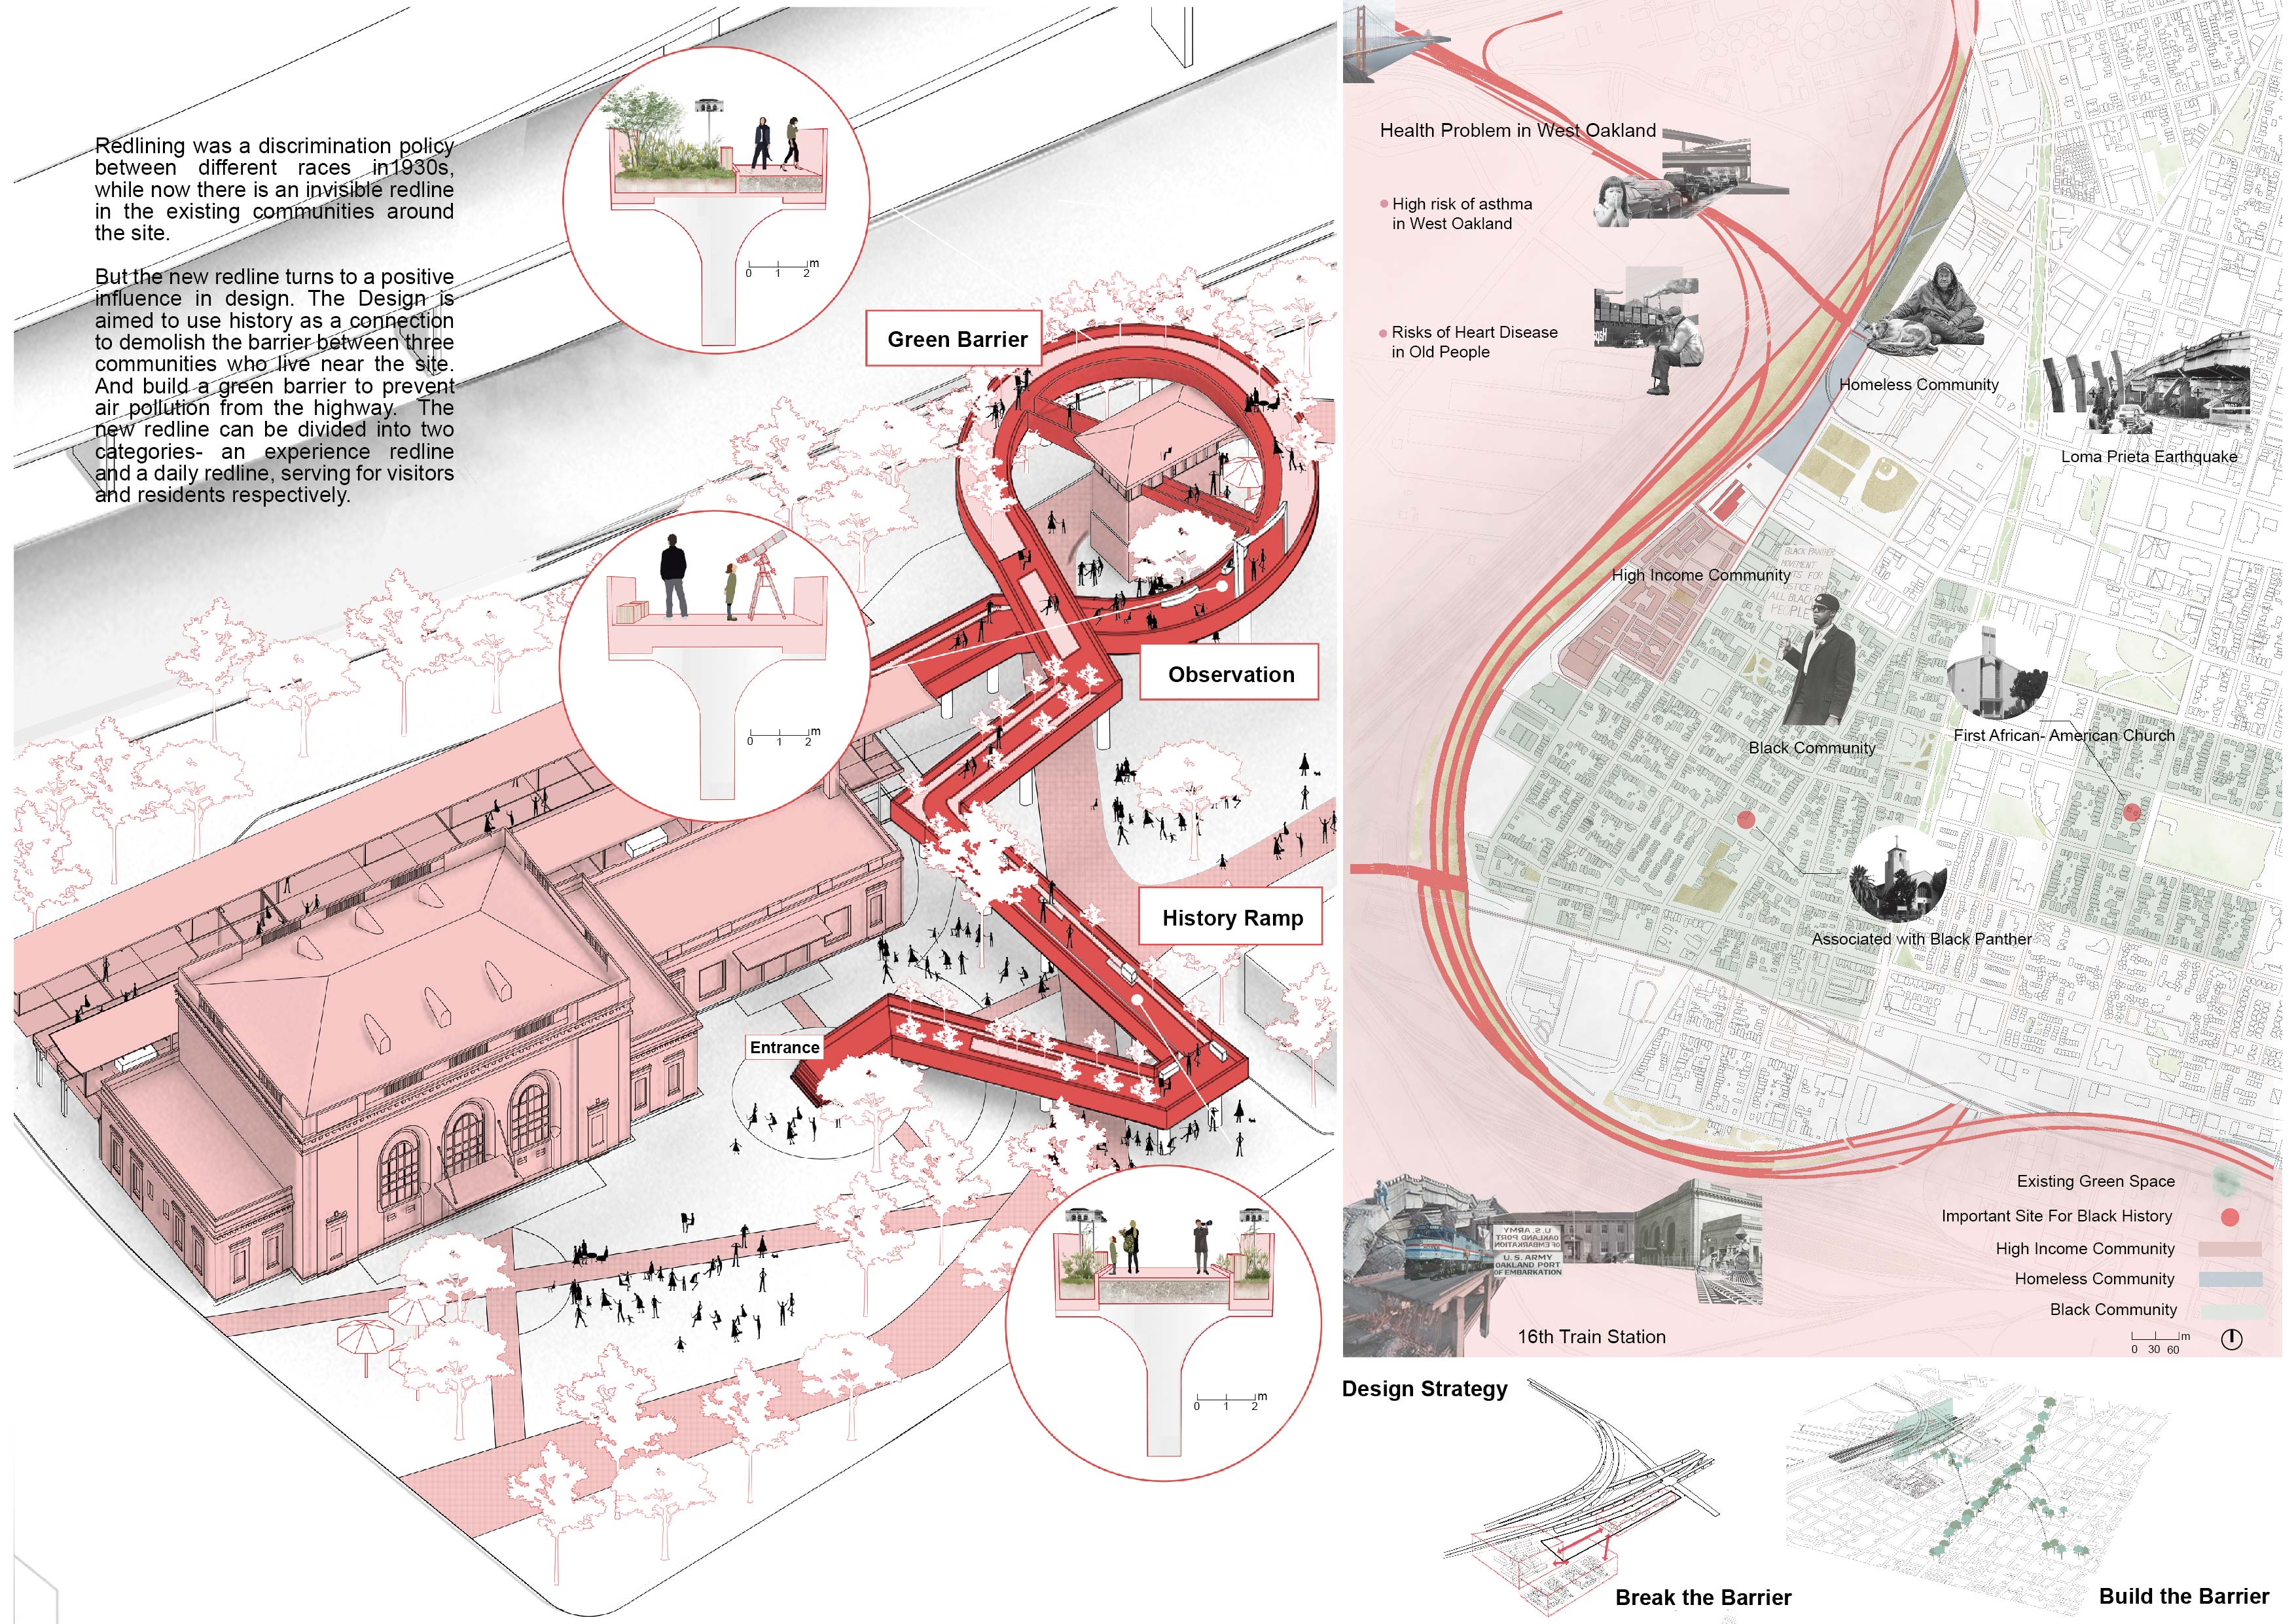 Redlining was a discrimination policy
between different races in1930s,
while now there is an invisible redline
in the existing communities around
the site.
But the new redline turns to a positive
influence in design. The Design is
aimed to use history as a connection
to demolish the barrier between three
communities who live near the site.
And build a green barrier to prevent
air pollution from the highway. The
new redline can be divided into two
categories- an experience redline
and a daily redline, serving for visitors
and residents respectively.
0 1 2 m
Green Barrier
0 1 2 m
Observation
History Ramp
Entrance
0 1 2 m
Health Problem in West Oakland
High risk of asthma
in West Oakland
Risks of Heart Disease
in Old People
Homeless Community
Loma Prieta Earthquake
High Income Community
BLACK PANTHER
MOVEMENT
ALL BLACK
PEOPLE
Black Community
First African- American Church
Associated with Black Panther
U.S. ARMY
OAKLAND PORT
OF EMBARKATION
16th Train Station
Existing Green Space
Important Site For Black History
High Income Community
Homeless Community
Black Community
0 30 60 m
Design Strategy
Break the Barrier
Build the Barrier